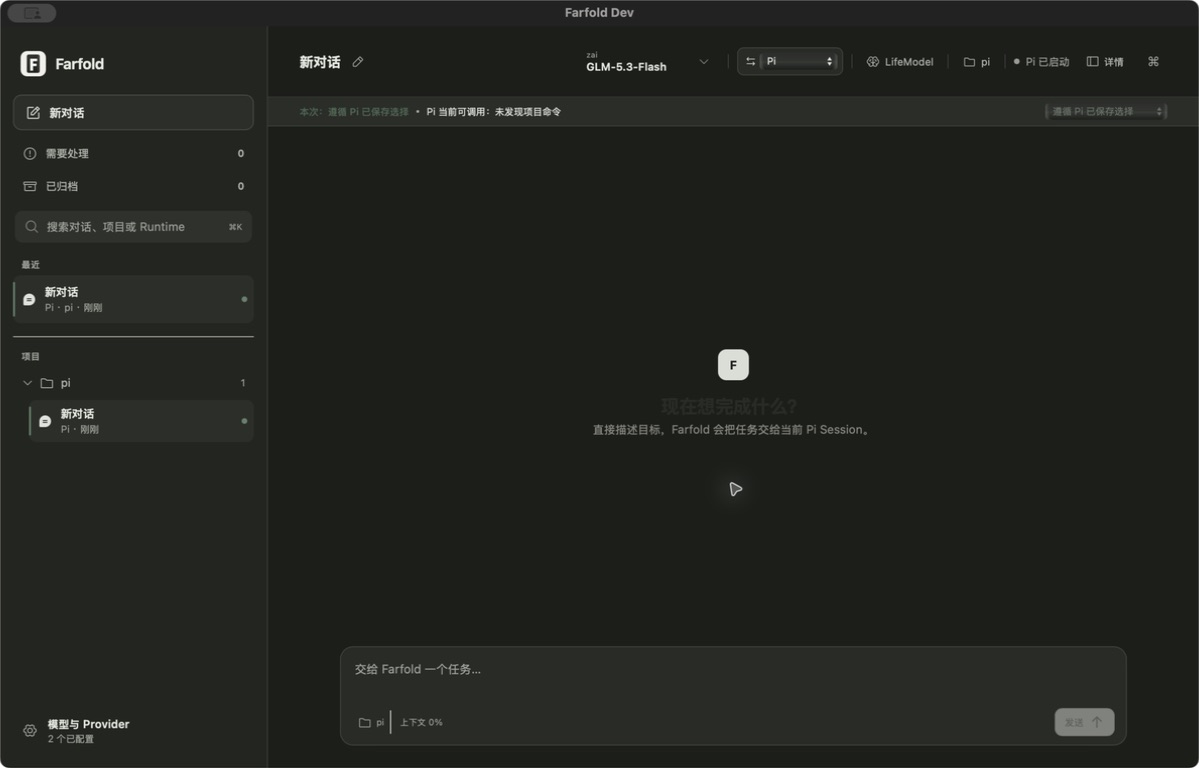 Farfold Dev
F Farfold
新对话
需要处理 0
已归档 0
搜索对话、项目或 Runtime ⌘K
最近
新对话
Pi · pi · 刚刚
项目
pi 1
新对话
Pi · 刚刚
模型与 Provider
2 个已配置
新对话
zai
GLM-5.3-Flash
Pi
LifeModel
pi
Pi 已启动
详情
⌘
本次：遵循 Pi 已保存选择 • Pi 当前可调用：未发现项目命令
遵循 Pi 已保存选择
F
现在想完成什么？
直接描述目标，Farfold 会把任务交给当前 Pi Session。
交给 Farfold 一个任务...
pi 上下文 0%
发送